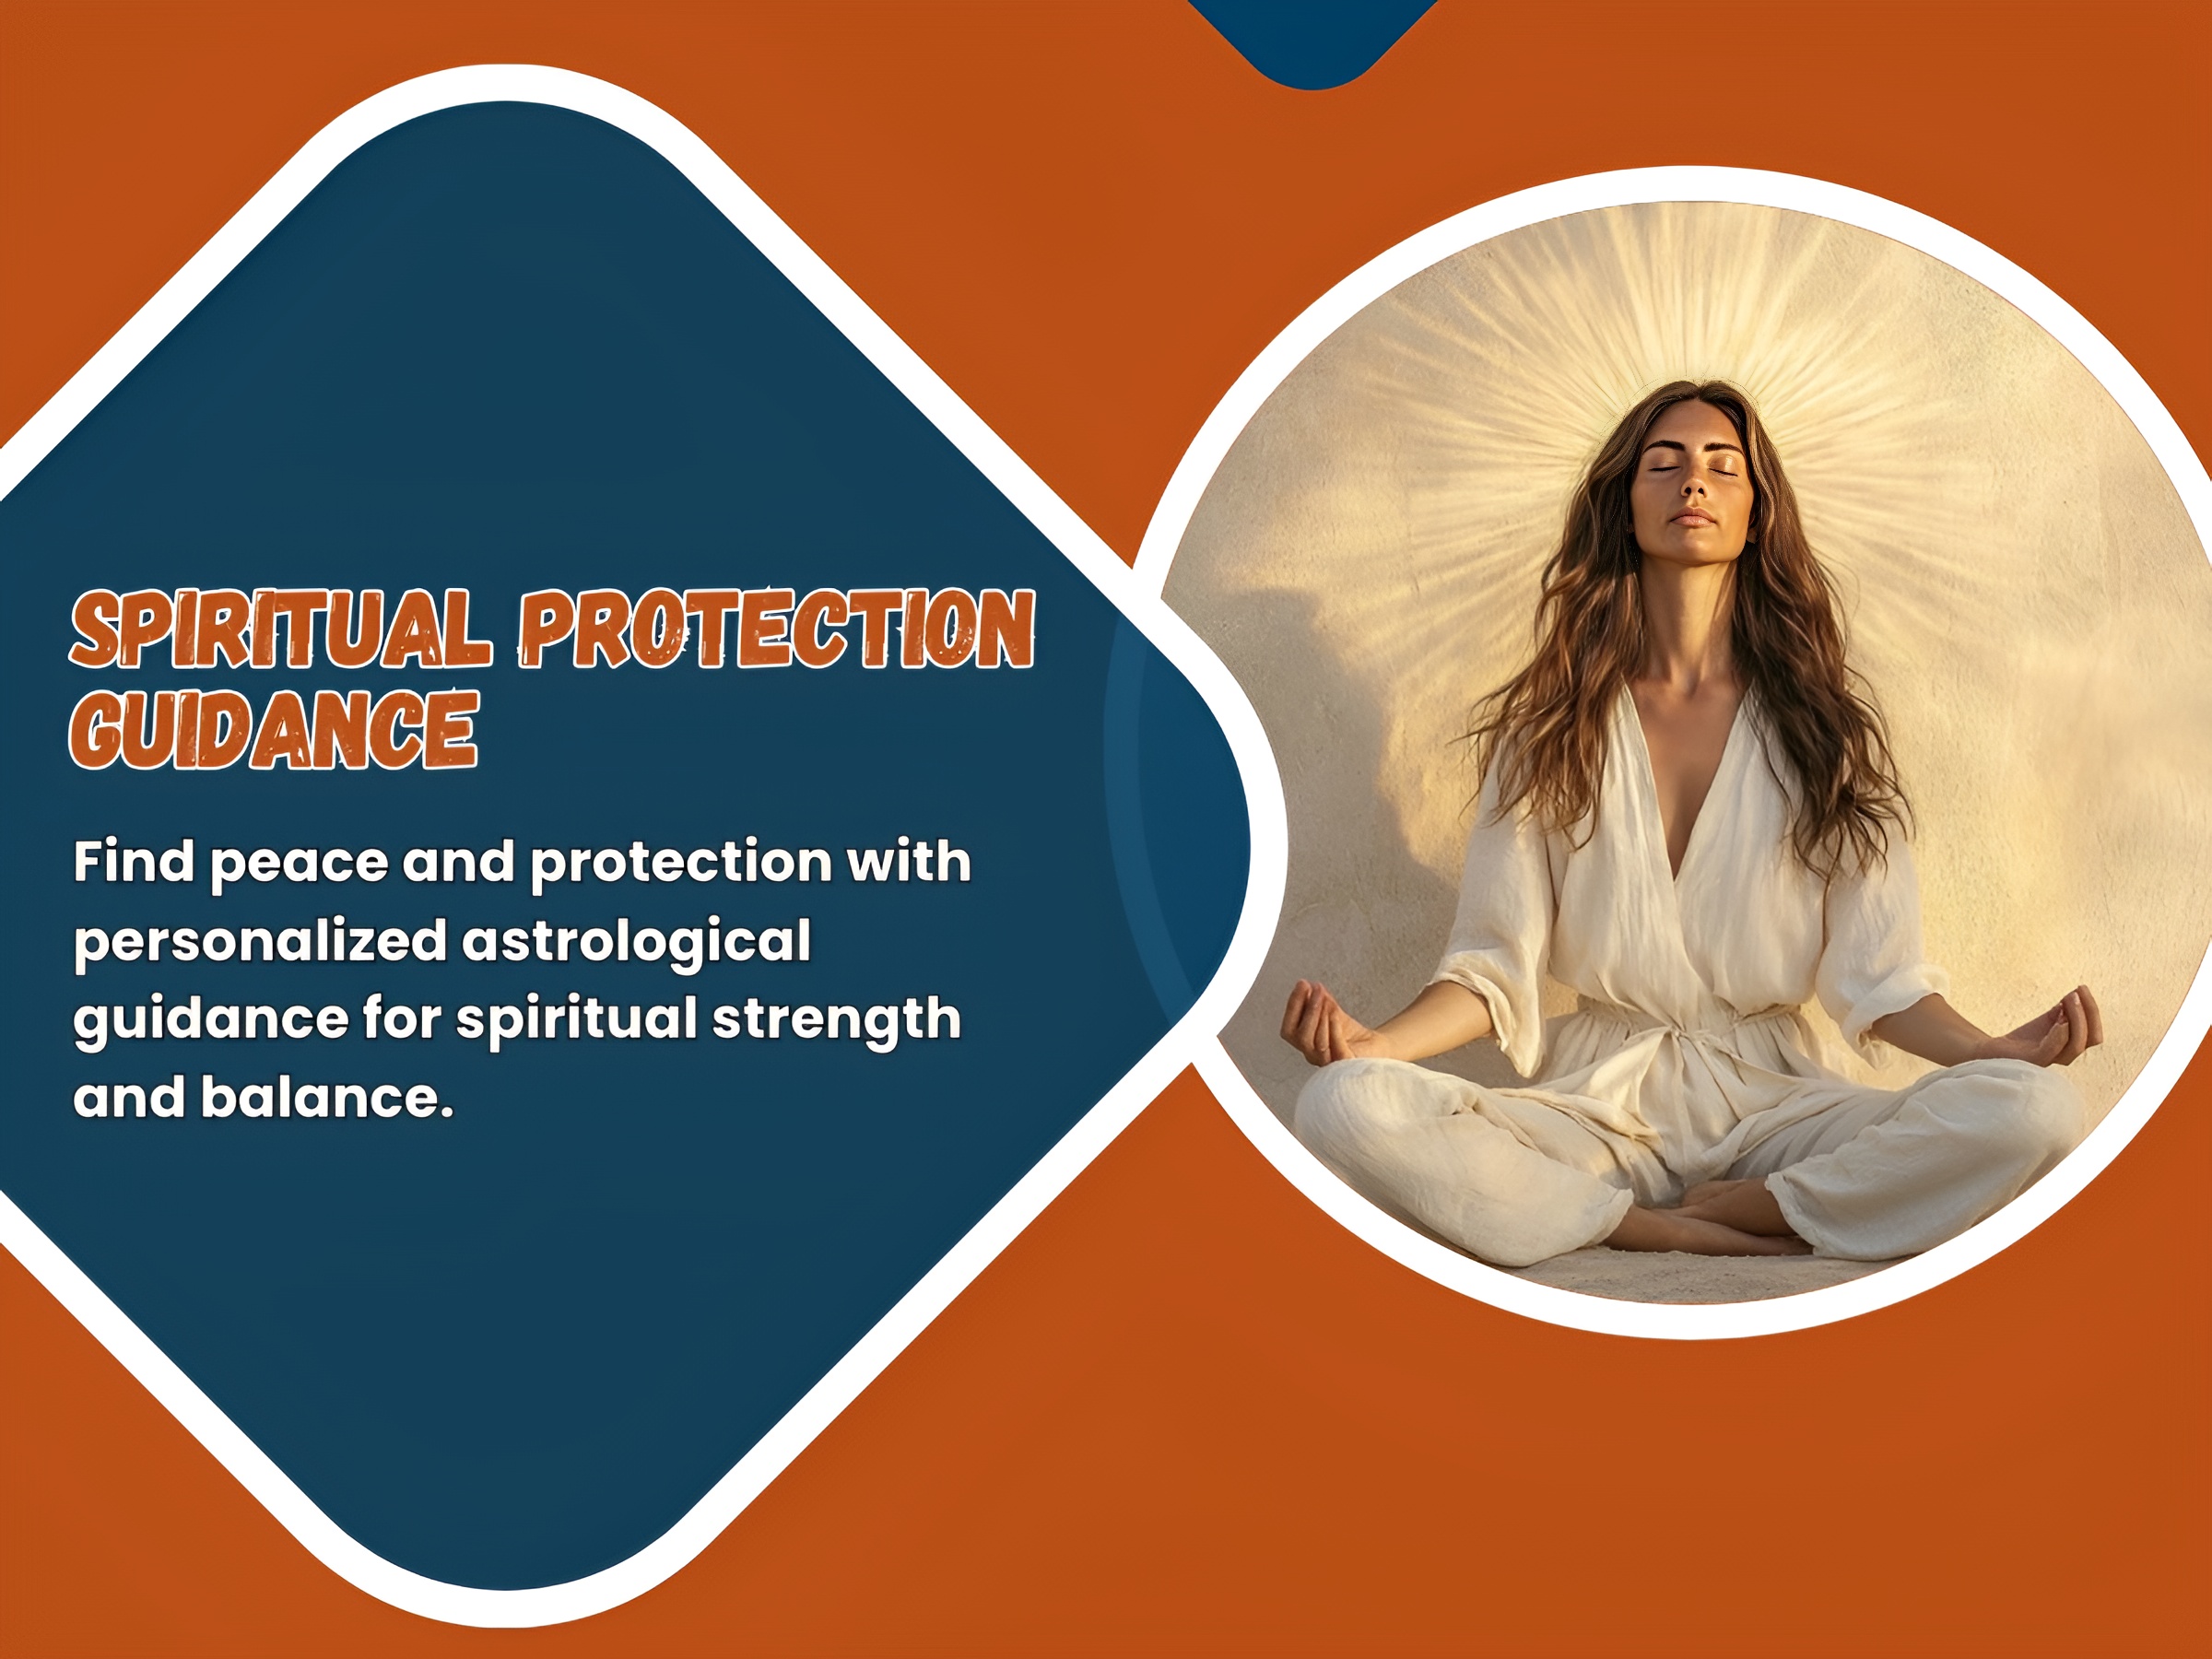 SPIRITUAL PROTECTION
GUIDANCE
Find peace and protection with
personalized astrological
guidance for spiritual strength
and balance.